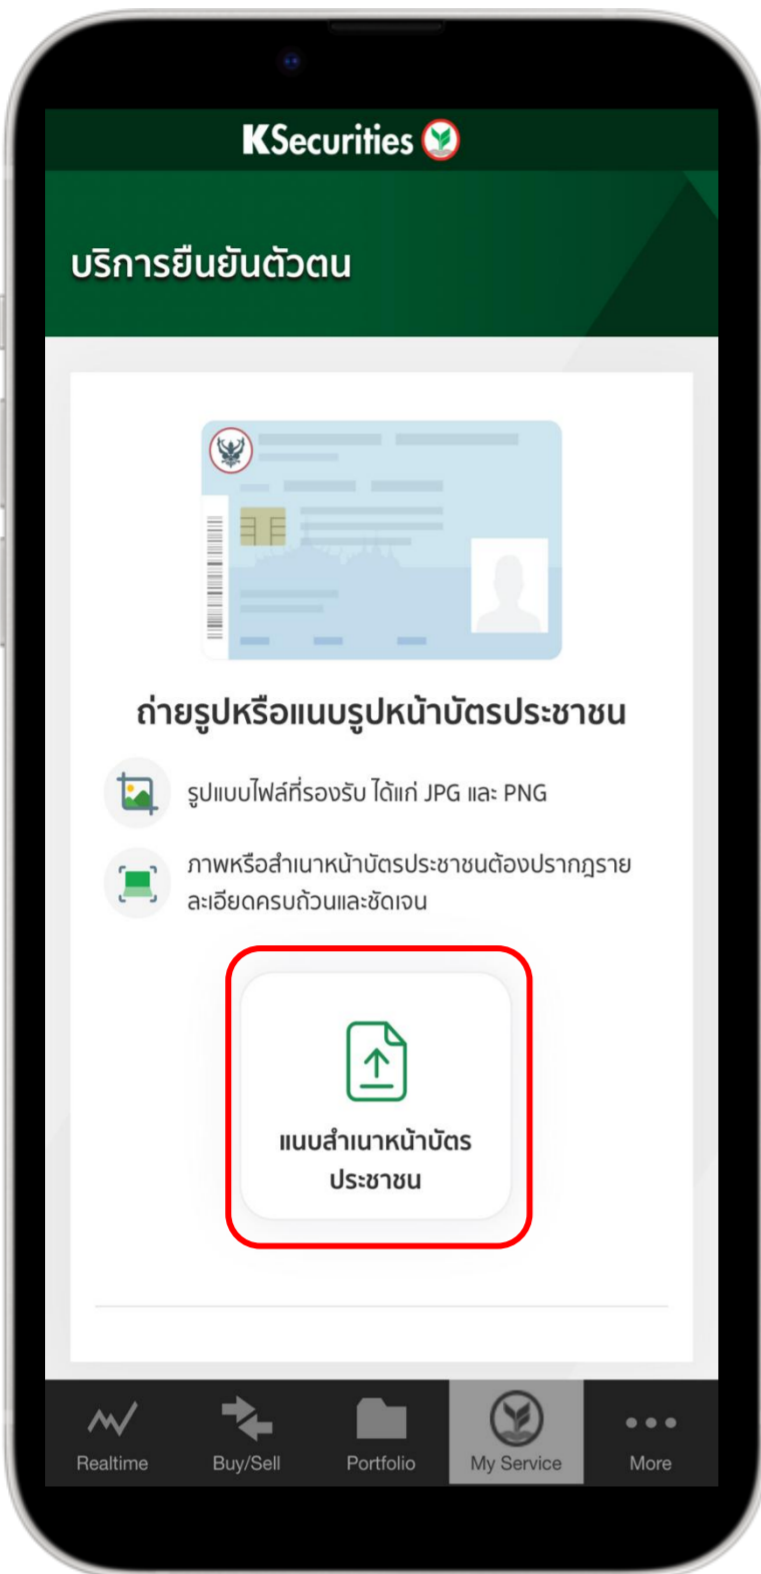 KSecurities
บริการยืนยันตัวตน
ถ่ายรูปหรือแนบรูปหน้าบัตรประชาชน
รูปแบบไฟล์ที่รองรับ ได้แก่ JPG และ PNG
ภาพหรือสำเนาหน้าบัตรประชาชนต้องปรากฎราย
ละเอียดครบถ้วนและชัดเจน
แนบสำเนาหน้าบัตร
ประชาชน
Realtime
Buy/Sell
Portfolio
My Service
More